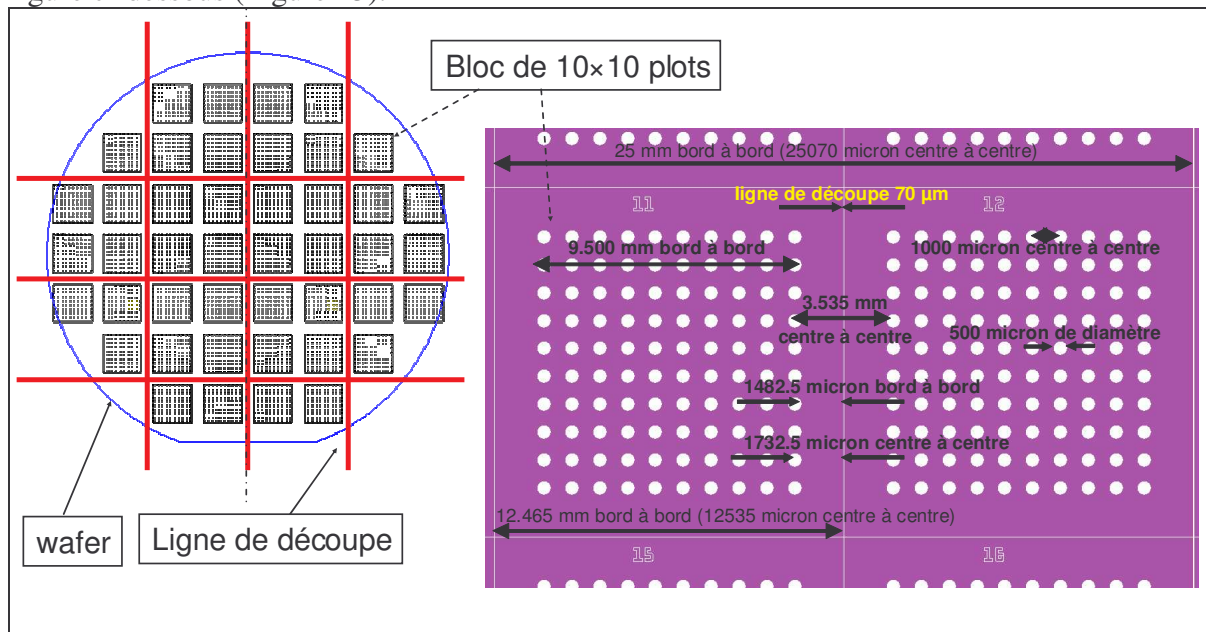 Bloc de 10×10 plots
25 mm bord à bord (25070 micron centre à centre)
ligne de découpe 70 µm
11
12
9.500 mm bord à bord
1000 micron centre à centre
3.535 mm
centre à centre
500 micron de diamètre
1482.5 micron bord à bord
1732.5 micron centre à centre
12.465 mm bord à bord (12535 micron centre à centre)
15
16
wafer
Ligne de découpe